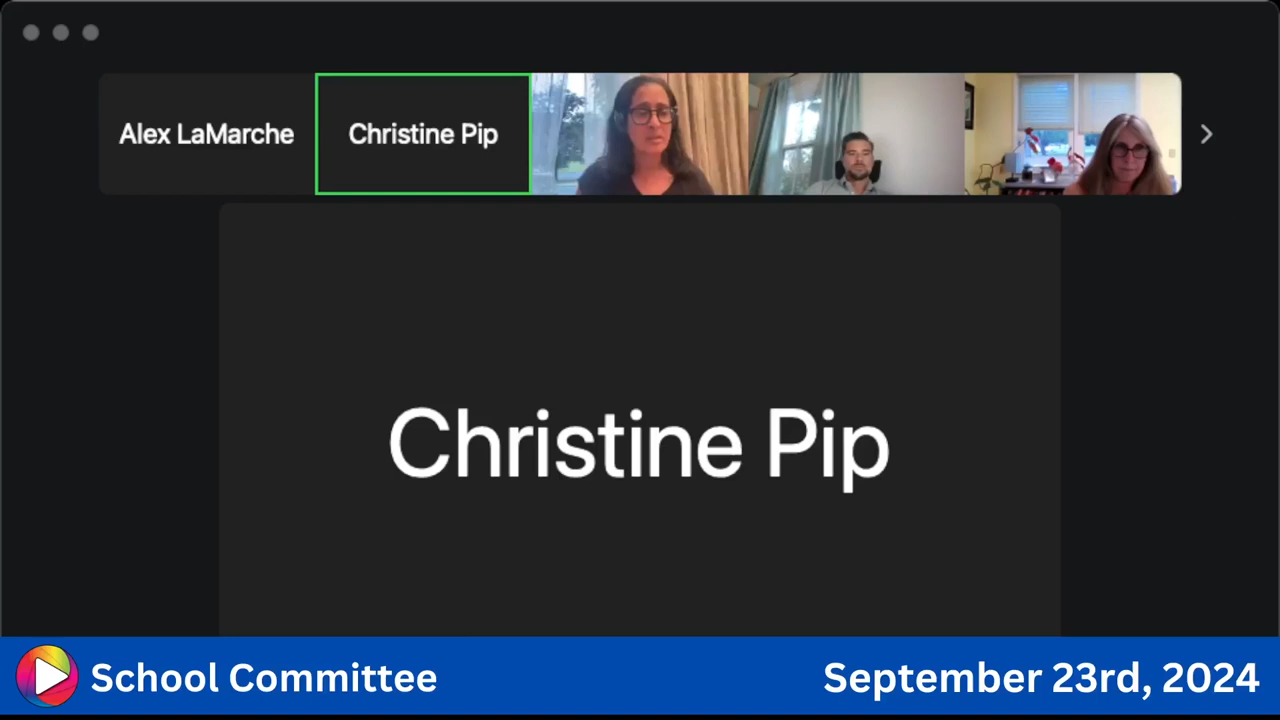 Alex LaMarche
Christine Pip
Christine Pip
School Committee
September 23rd, 2024